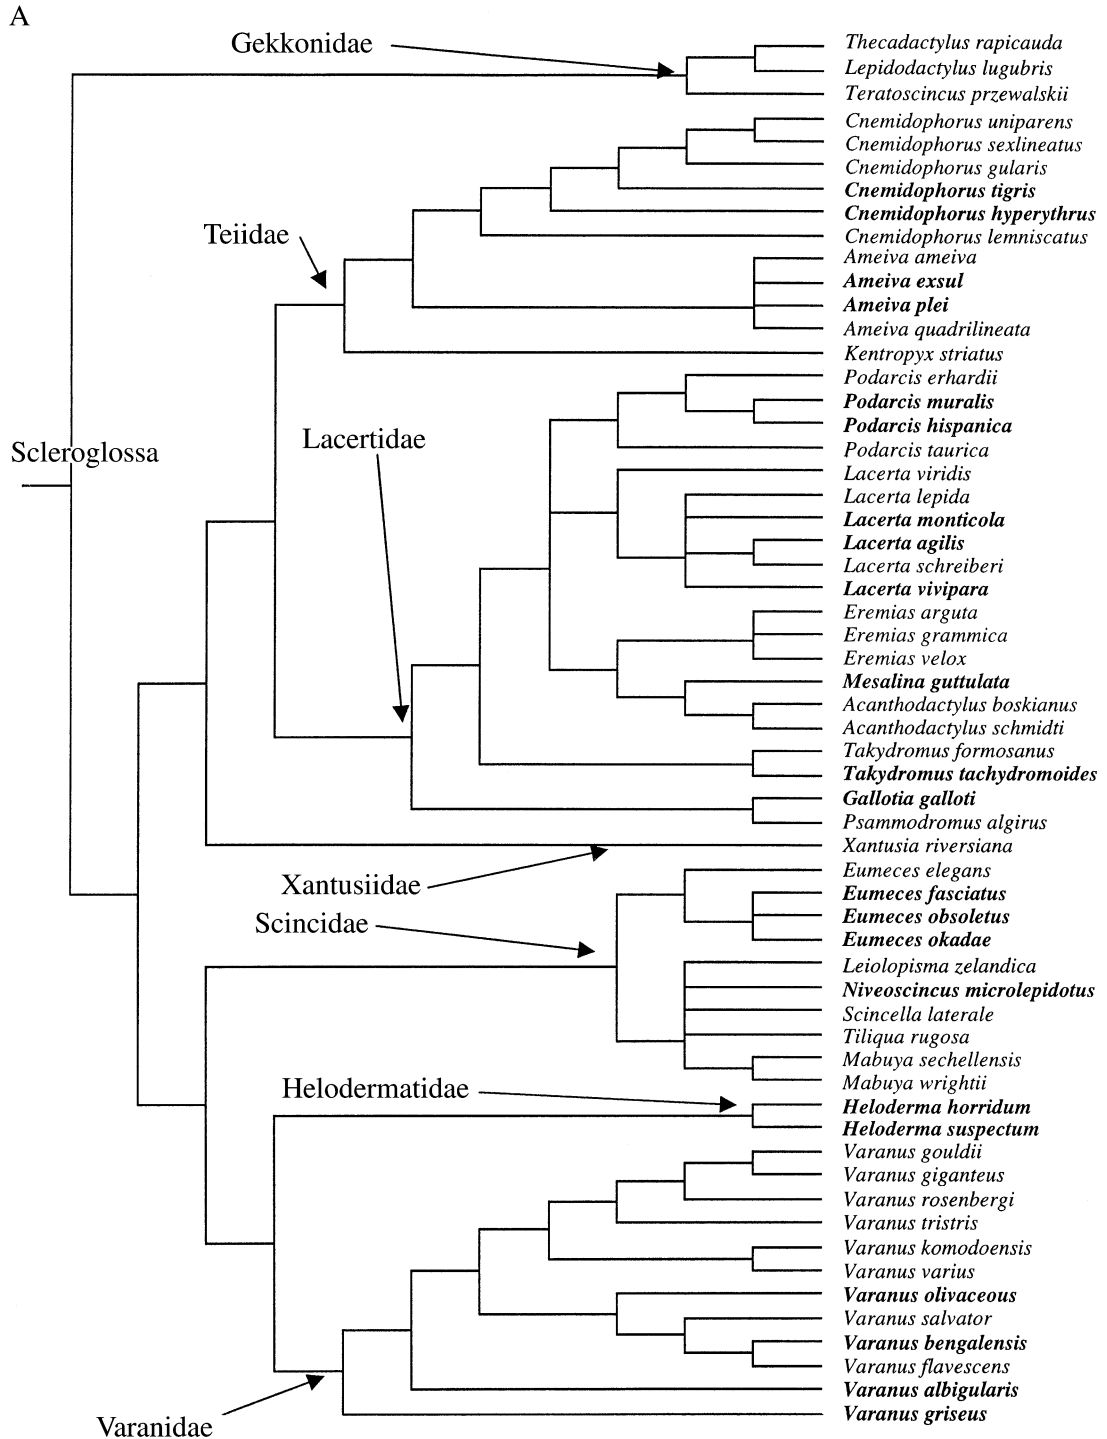 A
Gekkonidae
Thecadactylus rapicauda
Lepidodactylus lugubris
Teratoscincus przewalskii
Cnemidophorus uniparens
Cnemidophorus sexlineatus
Cnemidophorus gularis
Cnemidophorus tigris
Cnemidophorus hyperythrus
Teiidae
Cnemidophorus lemniscatus
Ameiva ameiva
Ameiva exsul
Ameiva plei
Ameiva quadrilineata
Kentropyx striatus
Podarcis erhardii
Podarcis muralis
Podarcis hispanica
Lacertidae
Podarcis taurica
Scleroglossa
Lacerta viridis
Lacerta lepida
Lacerta monticola
Lacerta agilis
Lacerta schreiberi
Lacerta vivipara
Eremias arguta
Eremias grammica
Eremias velox
Mesalina guttulata
Acanthodactylus boskianus
Acanthodactylus schmidti
Takydromus formosanus
Takydromus tachydromoides
Gallotia galloti
Psammodromus algirus
Xantusia riversiana
Eumeces elegans
Xantusiidae
Eumeces fasciatus
Eumeces obsoletus
Scincidae
Eumeces okadae
Leiolopisma zelandica
Niveoscincus microlepidotus
Scincella laterale
Tiliqua rugosa
Mabuya sechellensis
Mabuya wrightii
Helodermatidae
Heloderma horridum
Heloderma suspectum
Varanus gouldii
Varanus giganteus
Varanus rosenbergi
Varanus tristris
Varanus komodoensis
Varanus varius
Varanus olivaceous
Varanus salvator
Varanus bengalensis
Varanus flavescens
Varanus albigularis
Varanus griseus
Varanidae